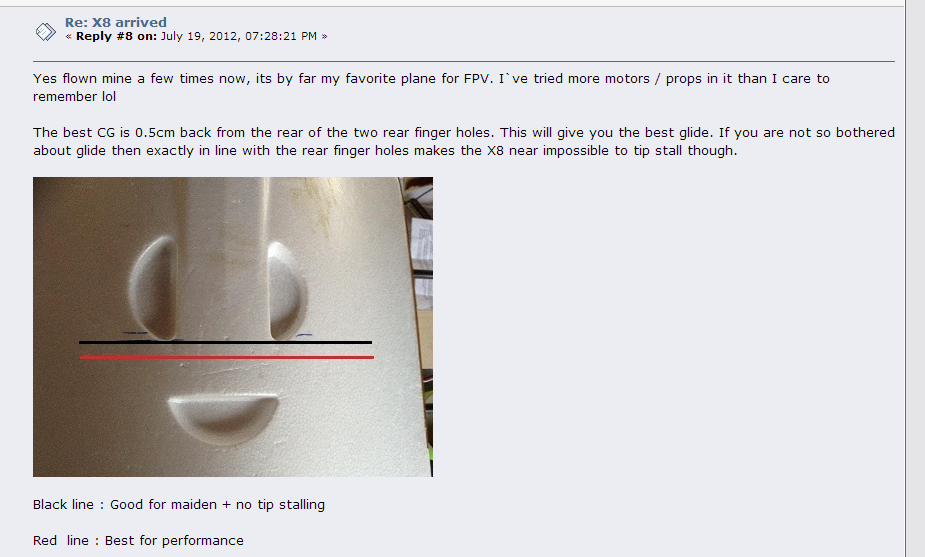 Re: X8 arrived
« Reply #8 on: July 19, 2012, 07:28:21 PM »
Yes flown mine a few times now, its by far my favorite plane for FPV. I`ve tried more motors / props in it than I care to
remember lol
The best CG is 0.5cm back from the rear of the two rear finger holes. This will give you the best glide. If you are not so bothered
about glide then exactly in line with the rear finger holes makes the X8 near impossible to tip stall though.
Black line : Good for maiden + no tip stalling
Red  line : Best for performance